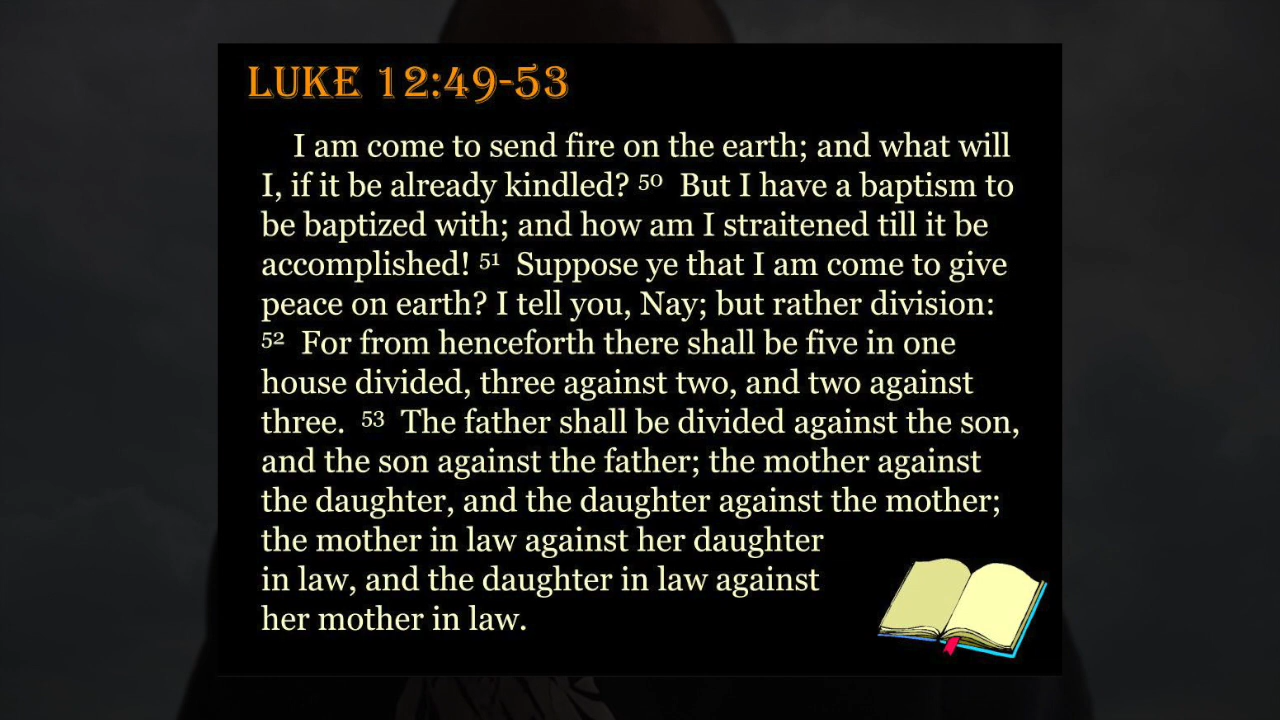 LUKE 12:49-53
I am come to send fire on the earth; and what will
I, if it be already kindled? 50 But I have a baptism to
be baptized with; and how am I straitened till it be
accomplished! 51 Suppose ye that I am come to give
peace on earth? I tell you, Nay; but rather division:
52 For from henceforth there shall be five in one
house divided, three against two, and two against
three. 53 The father shall be divided against the son,
and the son against the father; the mother against
the daughter, and the daughter against the mother;
the mother in law against her daughter
in law, and the daughter in law against
her mother in law.